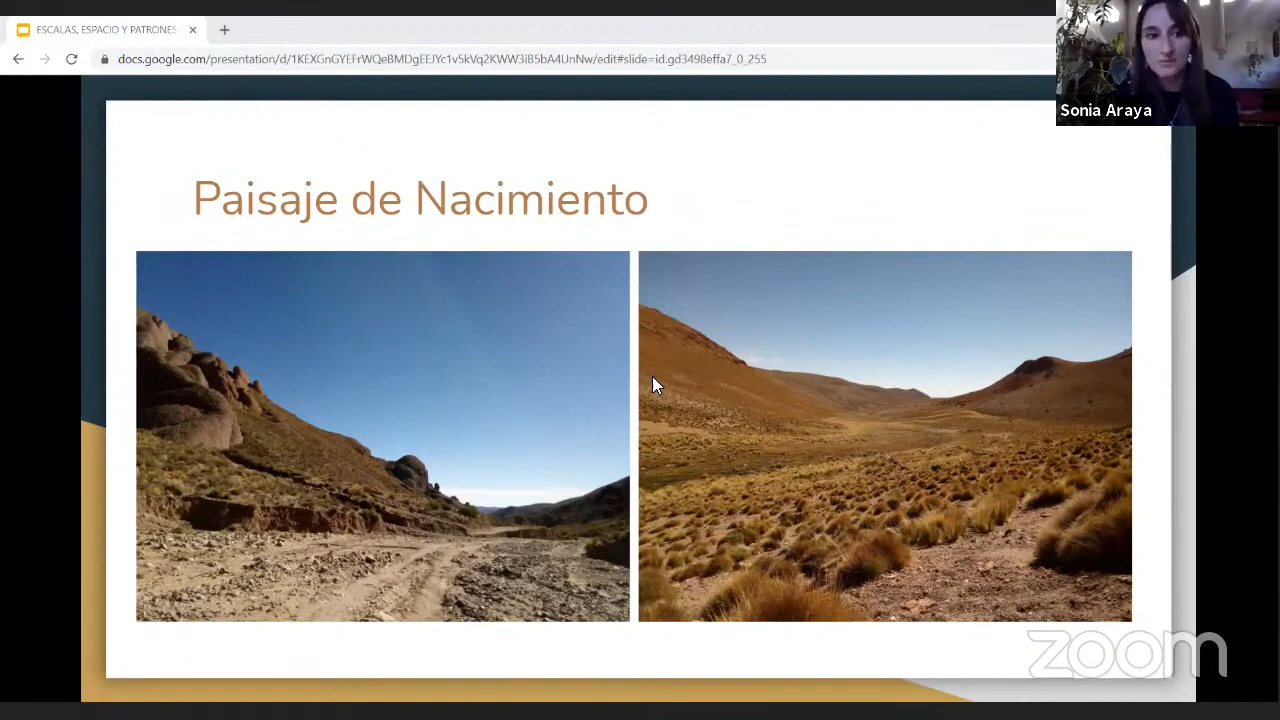 ESCALAS, ESPACIO Y PATRONES
docs.google.com/presentation/d/1KEXGnGYEFrWQeBMDgEEJYc1v5kVq2KWW3iB5bA4UnNw/edit#slide=id.gd3498effa7_0_255
Sonia Araya
Paisaje de Nacimiento
zoom